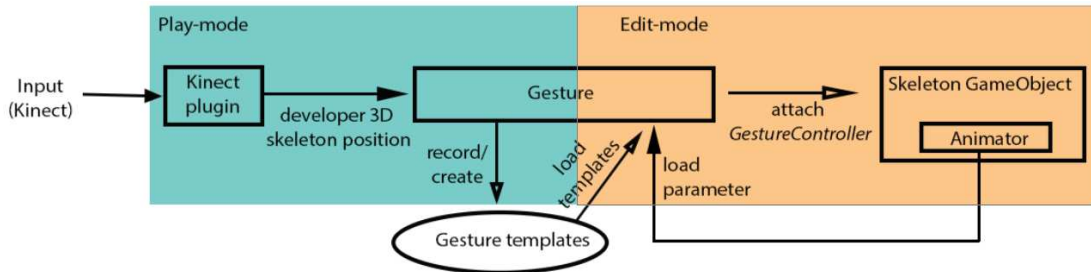 Play-mode
Edit-mode
Input
(Kinect)
Kinect
plugin
developer 3D
skeleton position
Gesture
attach
GestureController
Skeleton GameObject
Animator
record/
create
load
templates
load
parameter
Gesture templates